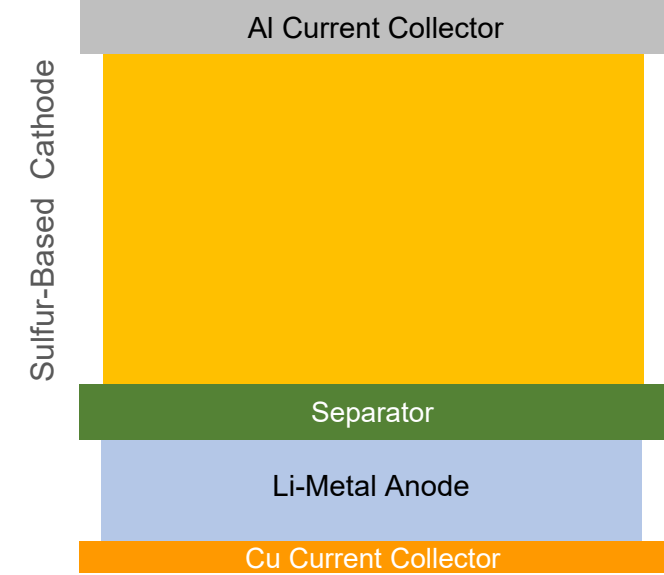 Al Current Collector
Sulfur-Based Cathode
Separator
Li-Metal Anode
Cu Current Collector